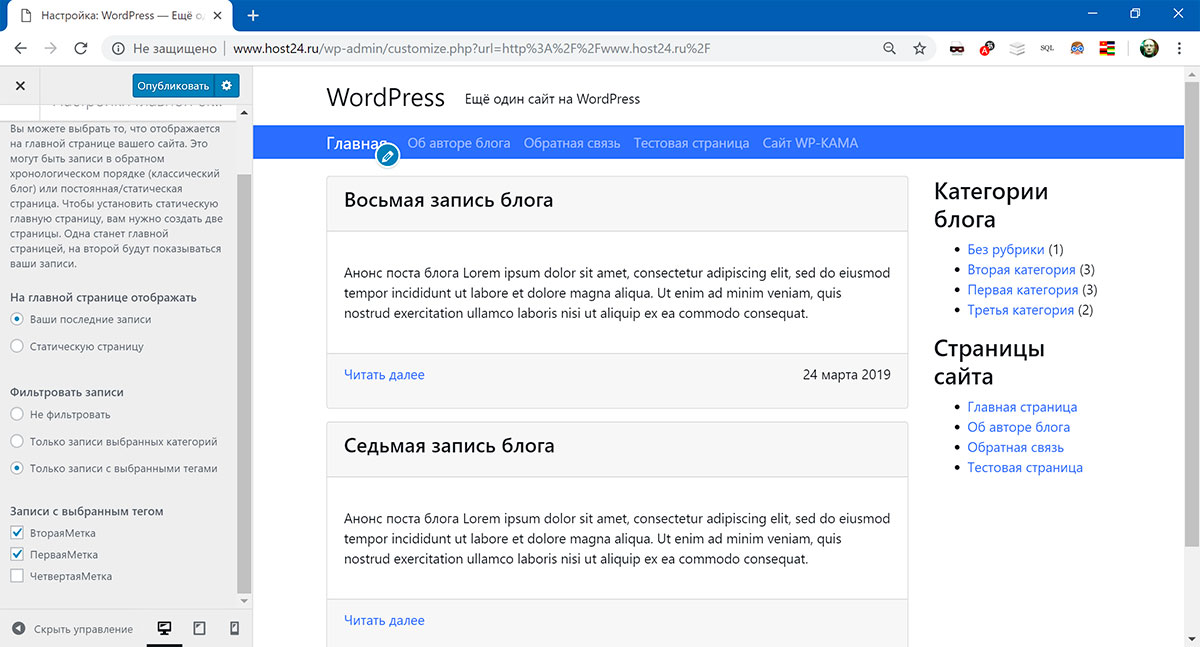 Настройка: WordPress — Ещё о
Не защищено
www.host24.ru/wp-admin/customize.php?url=http%3A%2F%2Fwww.host24.ru%2F
SQL
Опубликовать
Вы можете выбрать то, что отображается
на главной странице вашего сайта. Это
могут быть записи в обратном
хронологическом порядке (классический
блог) или постоянная/статическая
страница. Чтобы установить статическую
главную страницу, вам нужно создать две
страницы. Одна станет главной
страницей, на второй будут показываться
ваши записи.
На главной странице отображать
Ваши последние записи
Статическую страницу
Фильтровать записи
Не фильтровать
Только записи выбранных категорий
Только записи с выбранными тегами
Записи с выбранным тегом
ВтораяМетка
ПерваяМетка
ЧетвертаяМетка
Скрыть управление
WordPress Ещё один сайт на WordPress
Главная Об авторе блога Обратная связь Тестовая страница Сайт WP-KAMA
Восьмая запись блога
Анонс поста блога Lorem ipsum dolor sit amet, consectetur adipiscing elit, sed do eiusmod
tempor incididunt ut labore et dolore magna aliqua. Ut enim ad minim veniam, quis
nostrud exercitation ullamco laboris nisi ut aliquip ex ea commodo consequat.
Читать далее 24 марта 2019
Седьмая запись блога
Анонс поста блога Lorem ipsum dolor sit amet, consectetur adipiscing elit, sed do eiusmod
tempor incididunt ut labore et dolore magna aliqua. Ut enim ad minim veniam, quis
nostrud exercitation ullamco laboris nisi ut aliquip ex ea commodo consequat.
Читать далее
Категории
блога
Без рубрики (1)
Вторая категория (3)
Первая категория (3)
Третья категория (2)
Страницы
сайта
Главная страница
Об авторе блога
Обратная связь
Тестовая страница